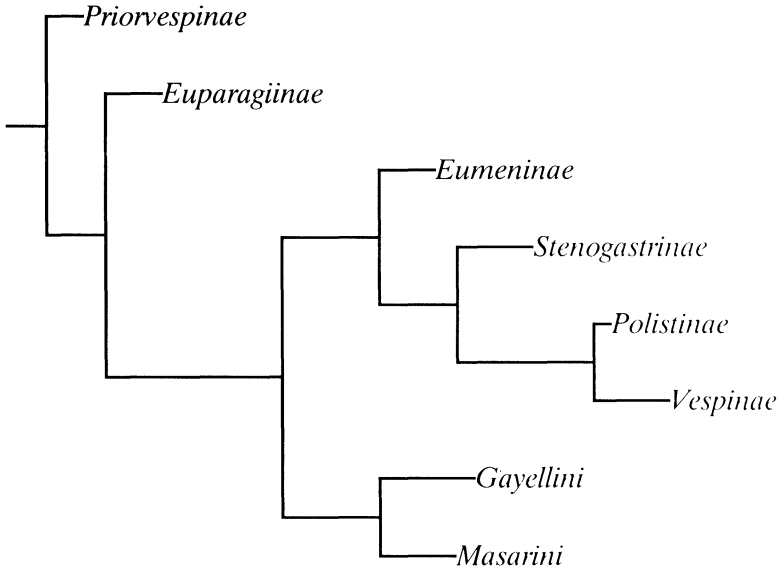 Priorvespinae
Euparagiinae
Eumeninae
Stenogastrinae
Polistinae
Vespinae
Gayellini
Masarini